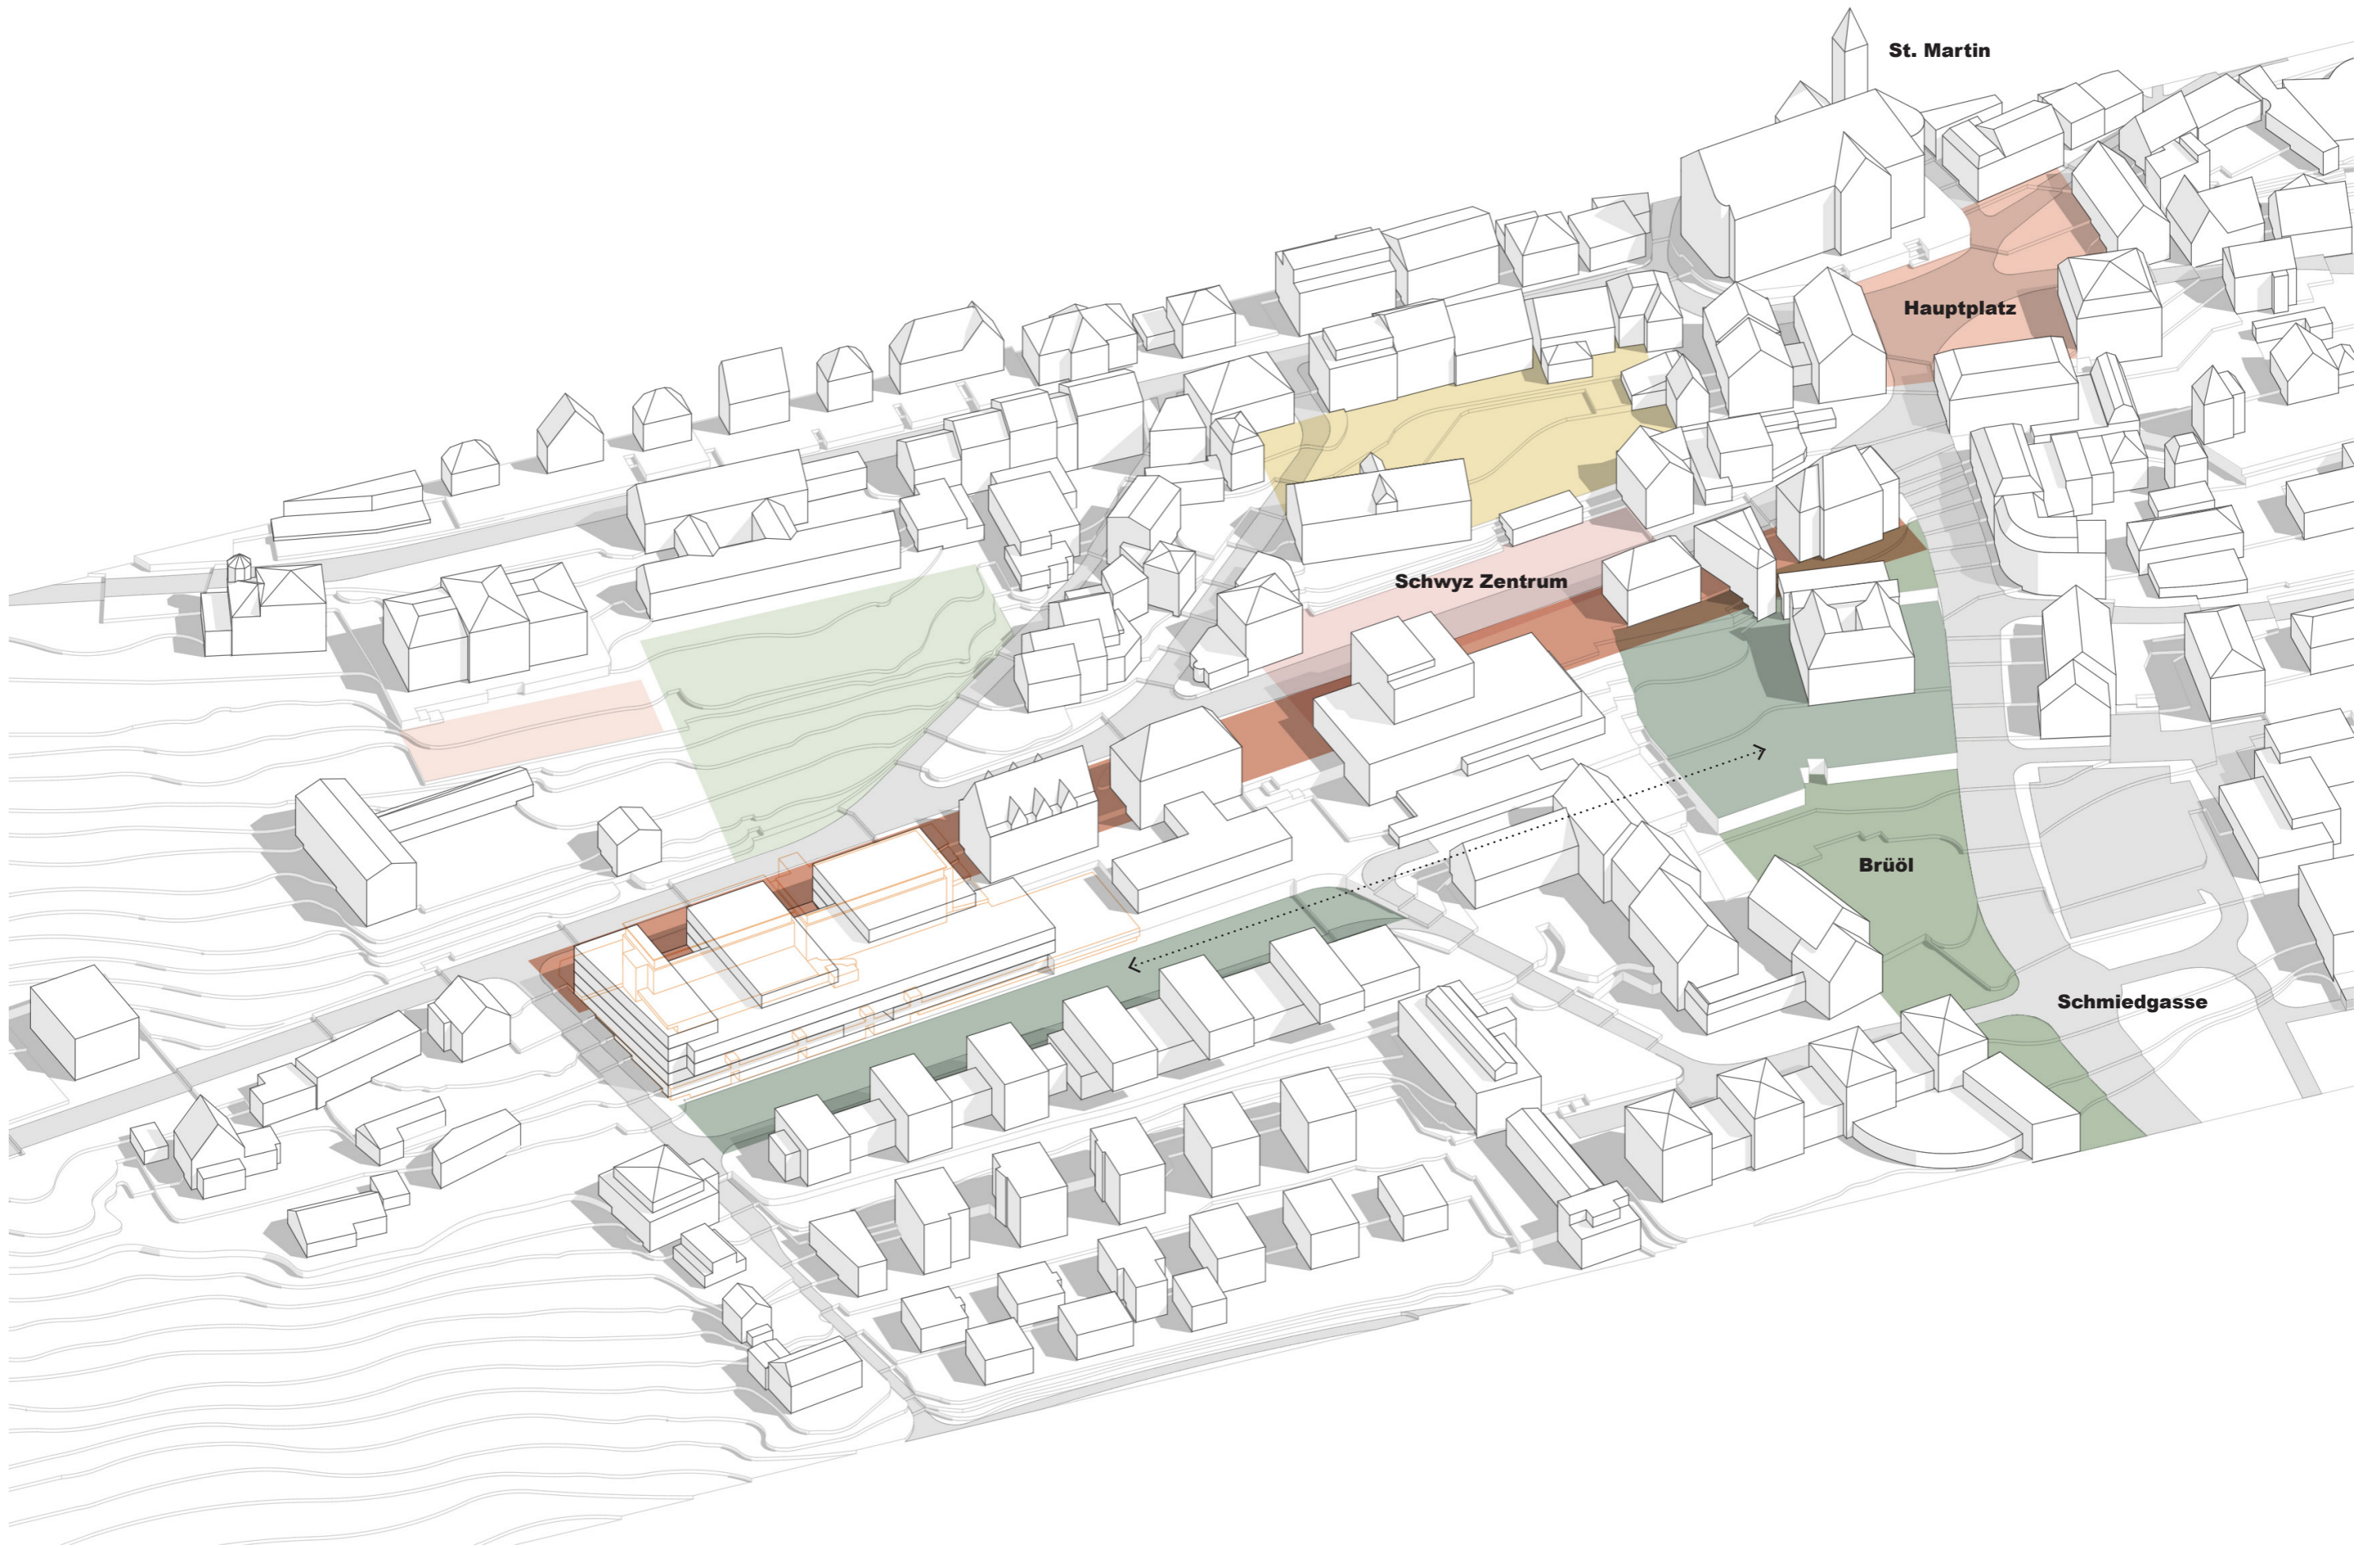 St. Martin
Hauptplatz
Schwyz Zentrum
Brüöl
Schmiedgasse